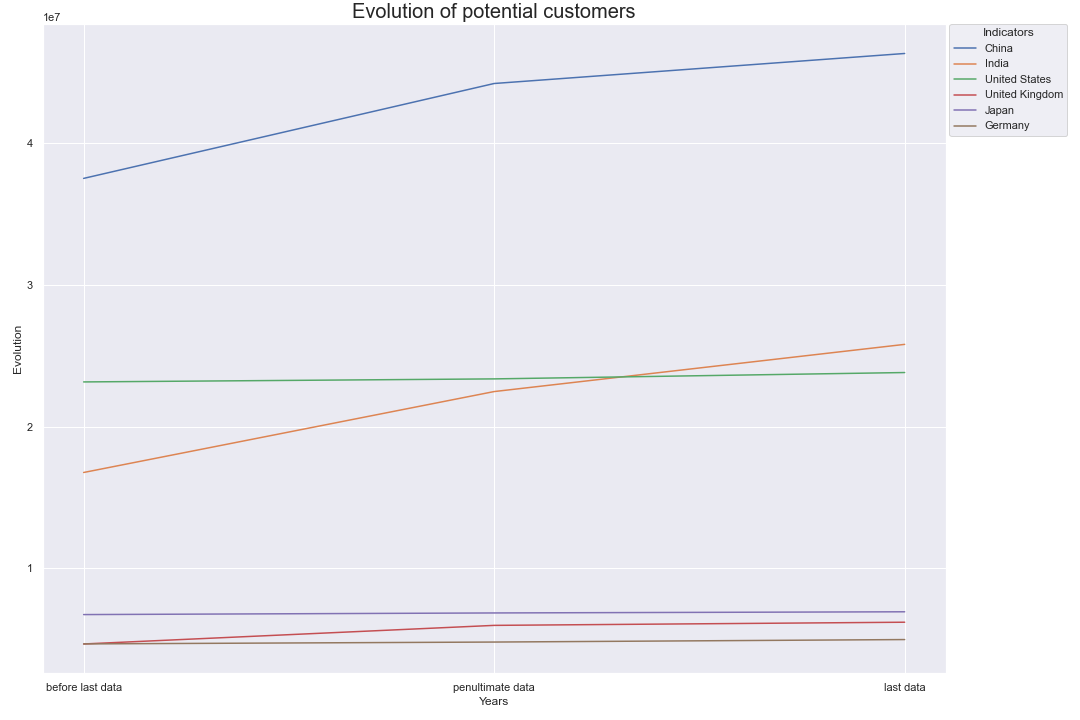 Evolution of potential customers
1e7
Indicators
China
India
United States
United Kingdom
Japan
Germany
4
3
2
1
Evolution
before last data
penultimate data
last data
Years